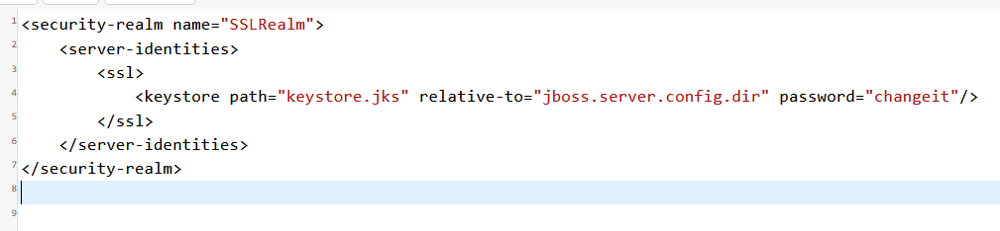 1 <security-realm name="SSLRealm">
2     <server-identities>
3         <ssl>
4             <keystore path="keystore.jks" relative-to="jboss.server.config.dir" password="changeit"/>
5         </ssl>
6     </server-identities>
7 </security-realm>
8
9